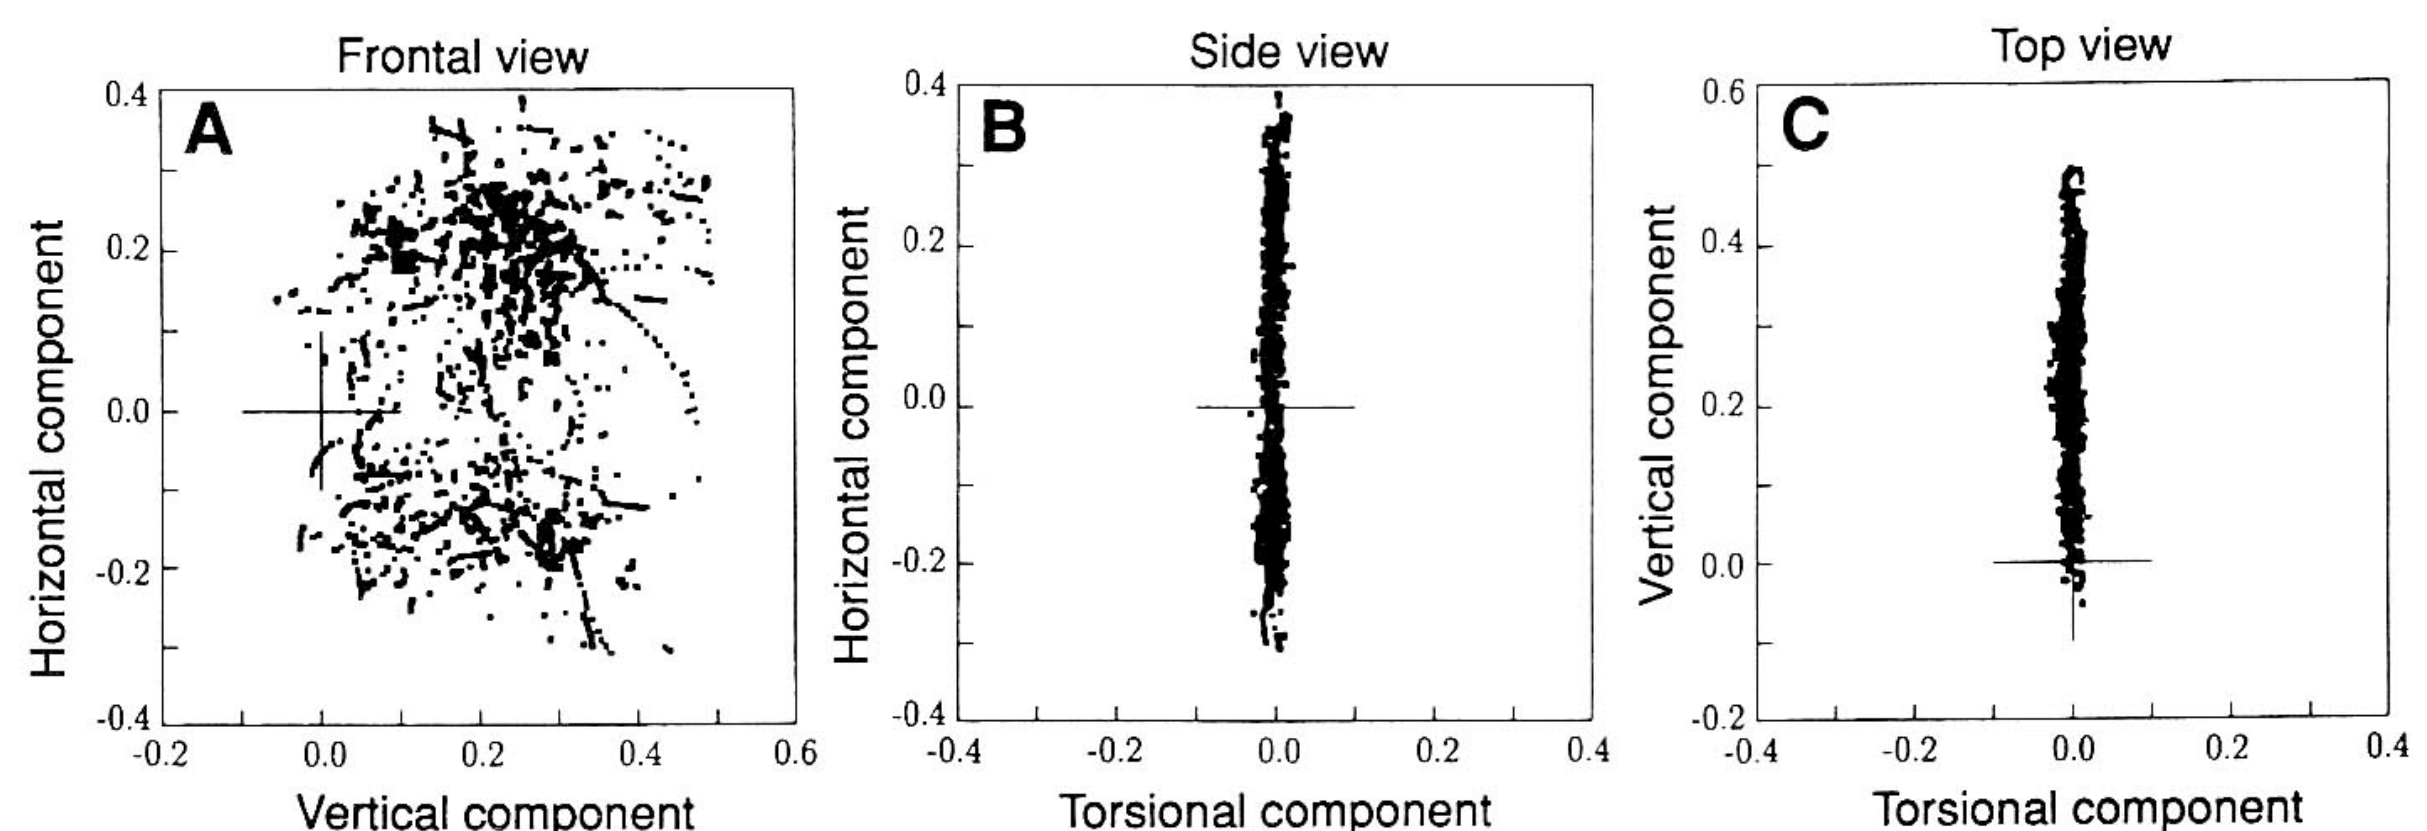 Frontal view
A
0.4
0.2
0.0
-0.2
-0.4
-0.2 0.0 0.2 0.4 0.6
Horizontal component
Vertical component
Side view
B
0.4
0.2
0.0
-0.2
-0.4
-0.4 -0.2 0.0 0.2 0.4
Horizontal component
Torsional component
Top view
C
0.6
0.4
0.2
0.0
-0.2
-0.4 -0.2 0.0 0.2 0.4
Vertical component
Torsional component